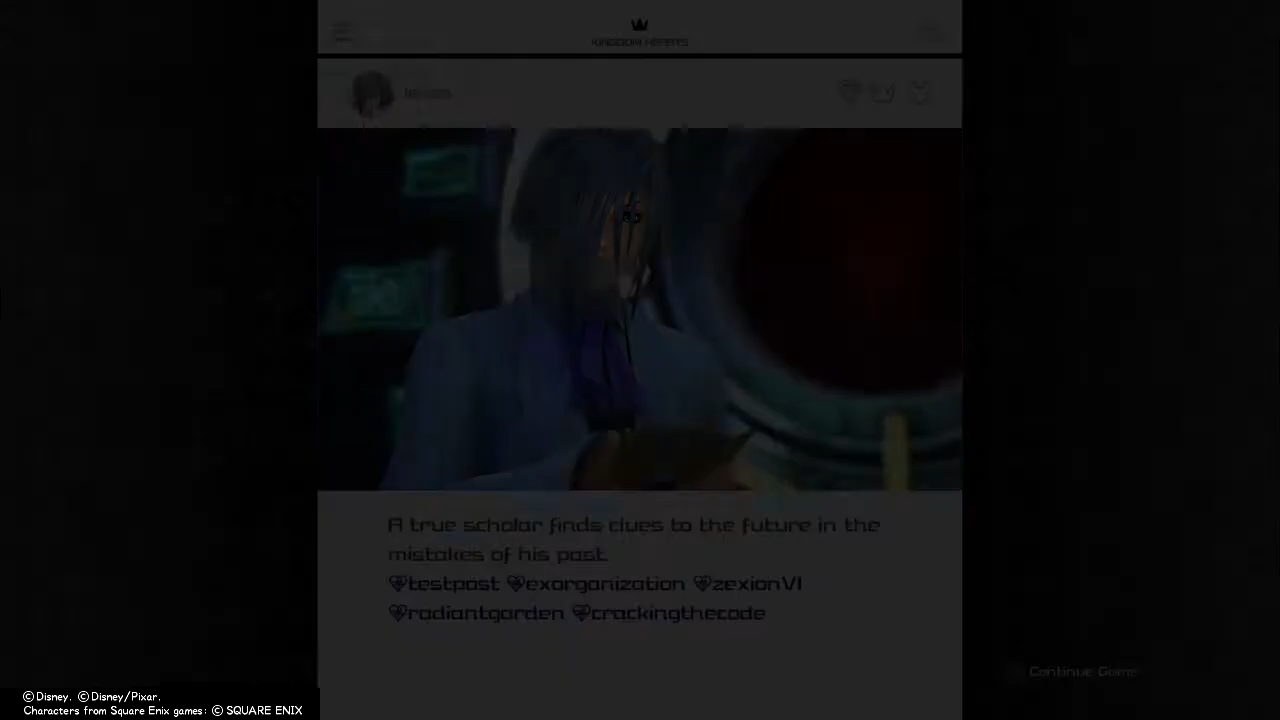 KINGDOM HEARTS
A true scholar finds clues to the future in the
mistakes of his past.
testpost exorganization zexionVI
radiantgarden crackingthecode
Continue Game
©Disney. ©Disney/Pixar.
Characters from Square Enix games: © SQUARE ENIX